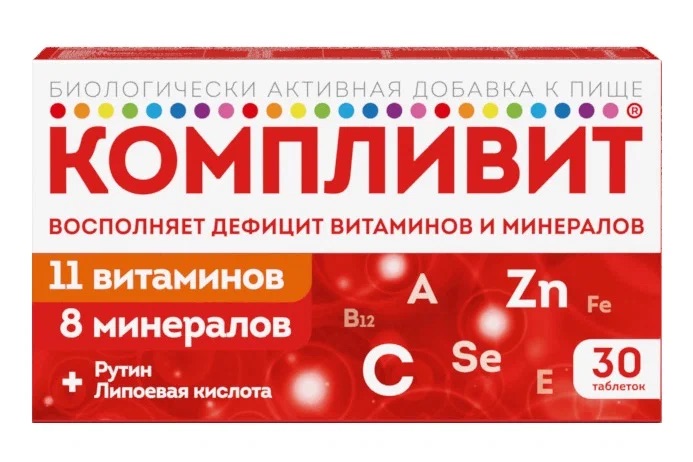 БИОЛОГИЧЕСКИ АКТИВНАЯ ДОБАВКА К ПИЩЕ
КОМПЛИВИТ®
ВОСПОЛНЯЕТ ДЕФИЦИТ ВИТАМИНОВ И МИНЕРАЛОВ
11 витаминов
8 минералов
+ Рутин
Липоевая кислота
A
Zn
Fe
B12
C
Se
E
30
таблеток